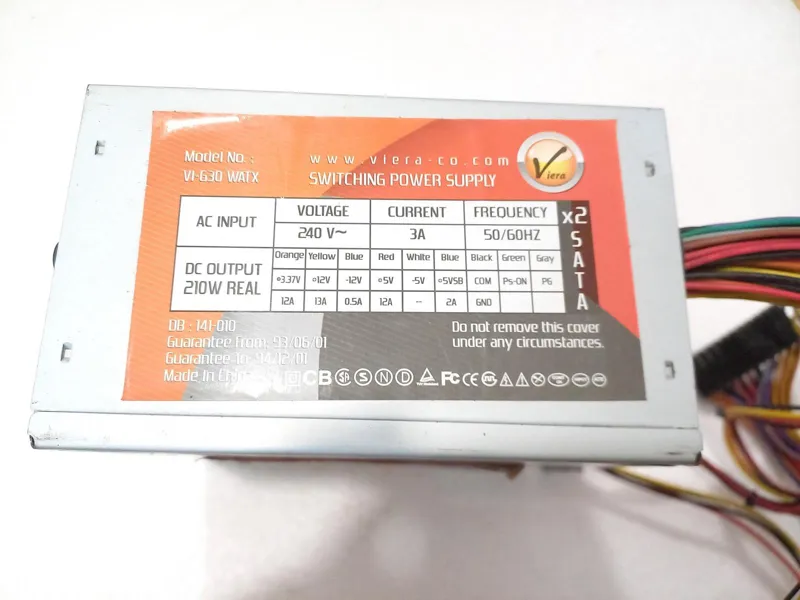 Model No. : www.viera-co.com
VI-630 WATX SWITCHING POWER SUPPLY
Viera
AC INPUT VOLTAGE CURRENT FREQUENCY
240 V~ 3A 50/60HZ
DC OUTPUT 210W REAL
Orange Yellow Blue Red White Blue Black Green Gray
+3.37V +12V -12V +5V -5V +5VSB COM Ps-ON PG
12A 13A 0.5A 12A -- 2A GND
x2 SATA
DB : 141-010
Guarantee From: 93/06/01
Guarantee To: 94/12/01
Made In
Do not remove this cover
under any circumstances.
CB SA S N D FC CE